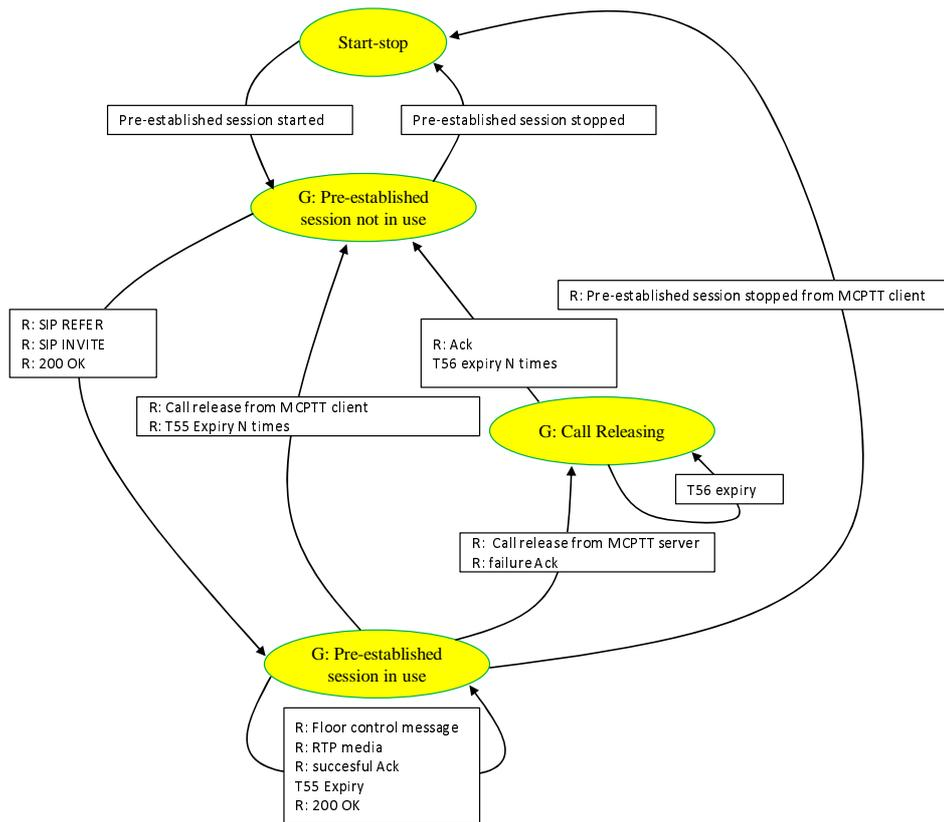 Start-stop
Pre-established session started
Pre-established session stopped
G: Pre-established
session not in use
R: Pre-established session stopped from MCPTT client
R: SIP REFER
R: SIP INVITE
R: 200 OK
R: Ack
T56 expiry N times
R: Call release from MCPTT client
R: T55 Expiry N times
G: Call Releasing
T56 expiry
R: Call release from MCPTT server
R: failure Ack
G: Pre-established
session in use
R: Floor control message
R: RTP media
R: succesful Ack
T55 Expiry
R: 200 OK